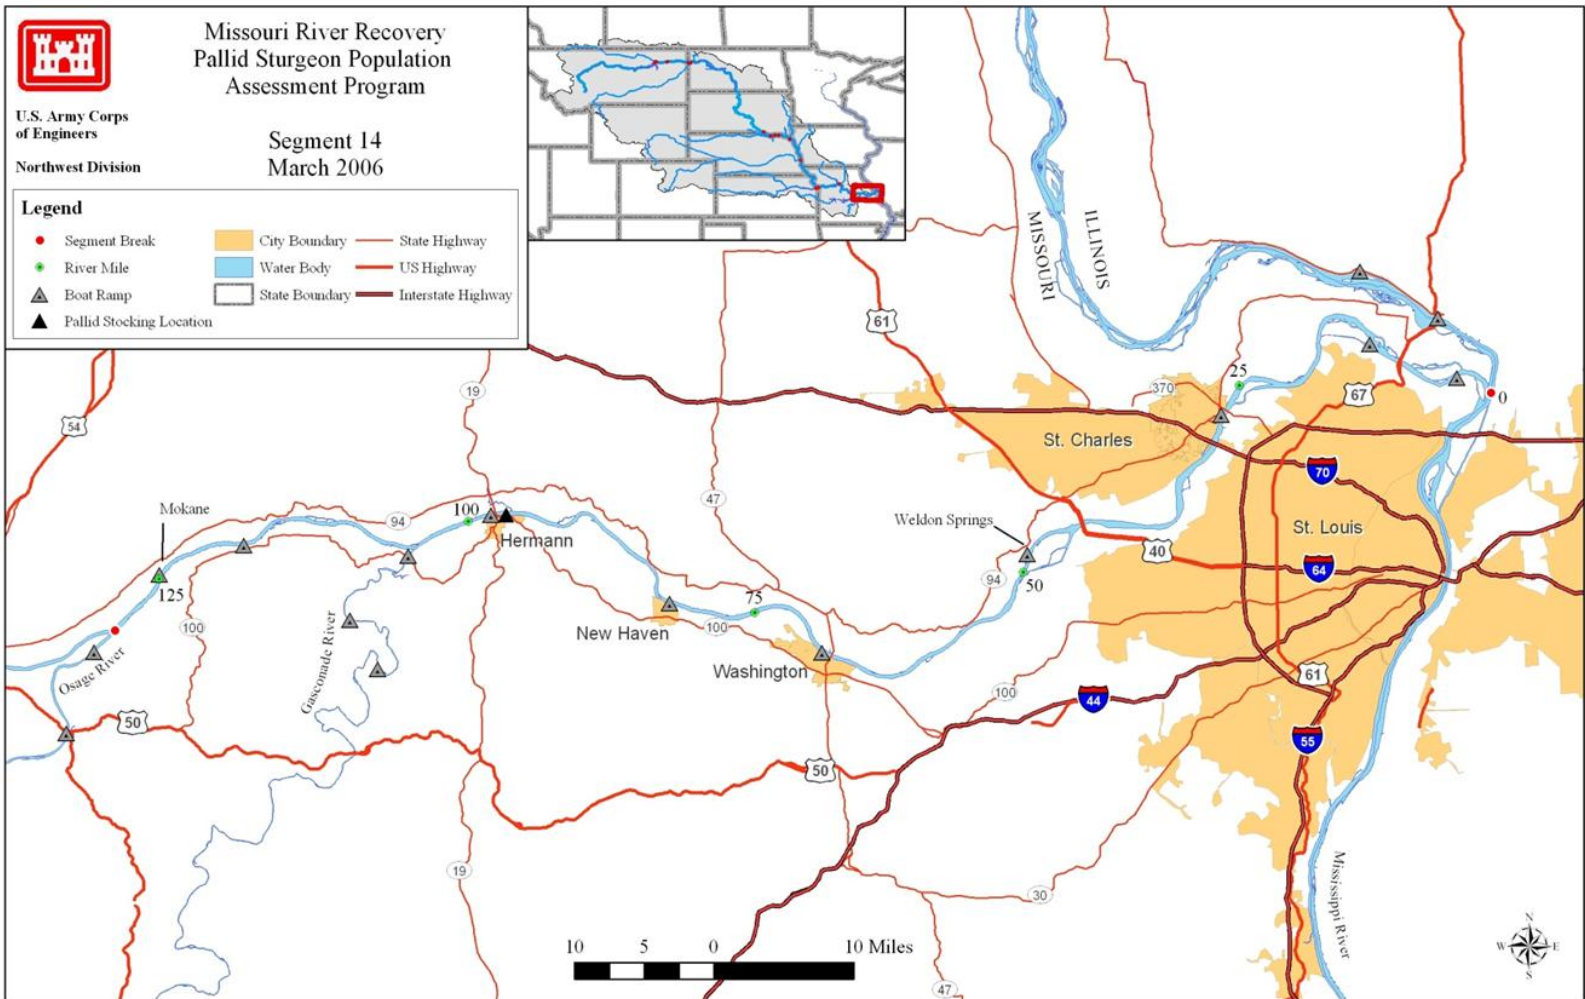 Missouri River Recovery
Pallid Sturgeon Population
Assessment Program
Segment 14
March 2006
U.S. Army Corps
of Engineers
Northwest Division
Legend
Segment Break
River Mile
Boat Ramp
Pallid Stocking Location
City Boundary
Water Body
State Boundary
State Highway
US Highway
Interstate Highway
MISSOURI
ILLINOIS
61
54
19
370
25
67
0
St. Charles
70
47
Mokane
94
100
Hermann
Weldon Springs
40
St. Louis
64
94
50
125
75
100
New Haven
100
Washington
Osage River
Gasconade River
50
100
44
61
55
50
19
30
Mississippi River
10 5 0 10 Miles
47
N
W E
S